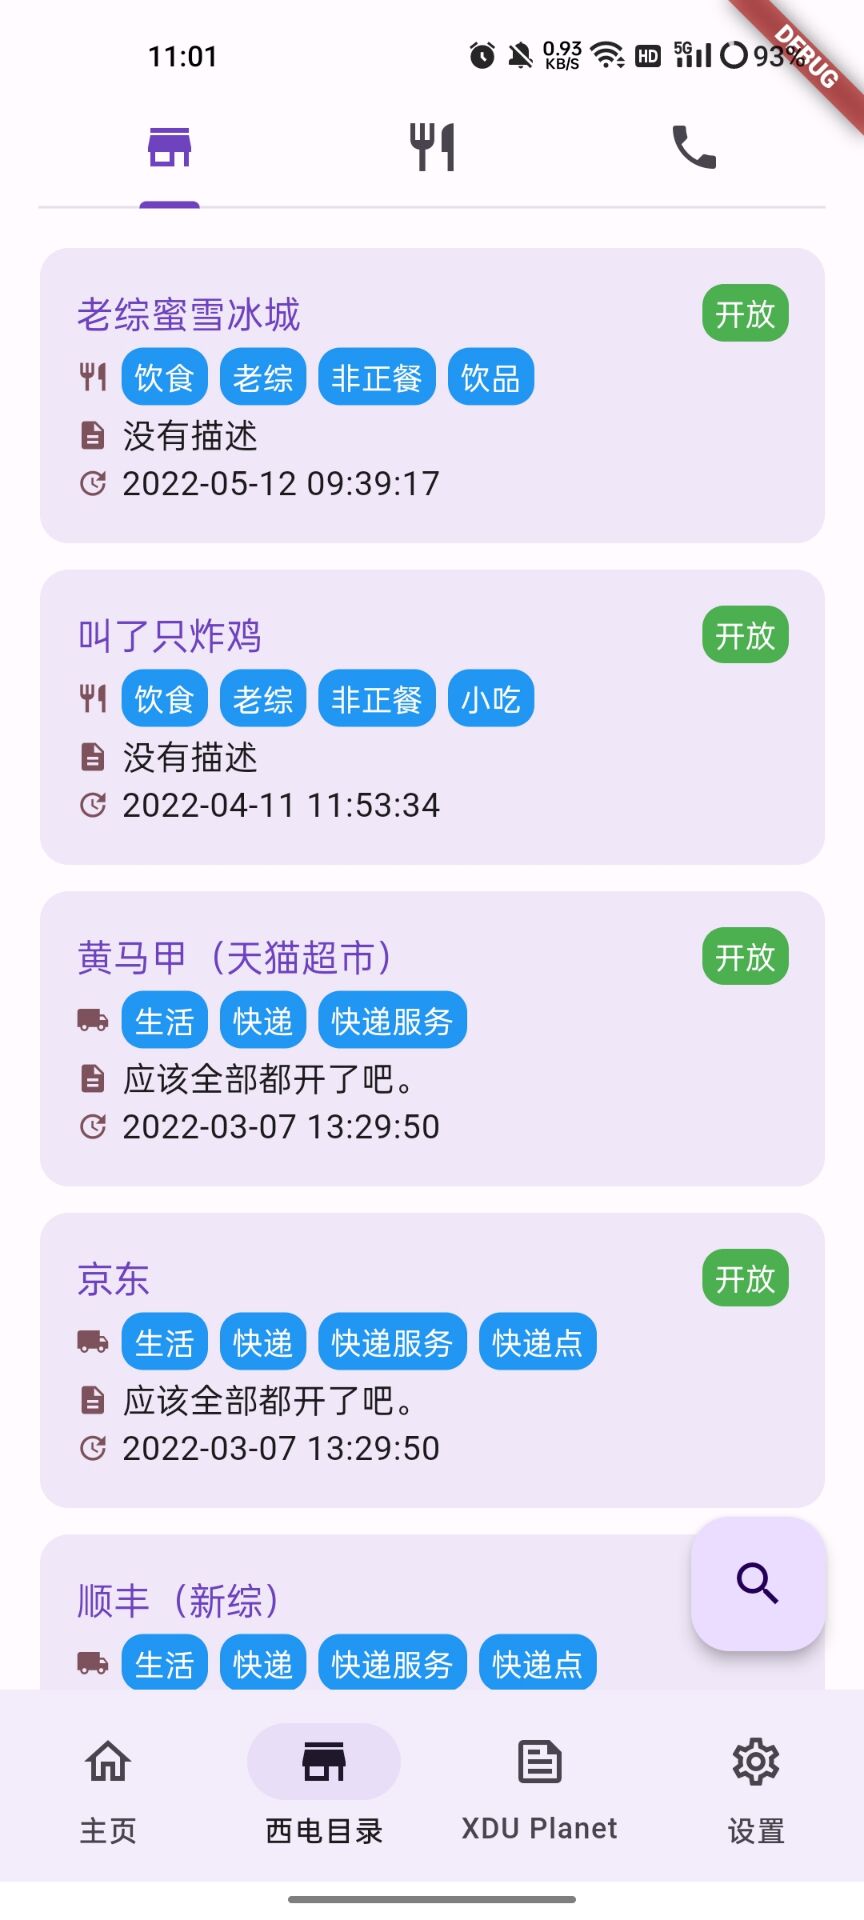 11:01
0.93 KB/S
HD
5G
93%
DEBUG
老综蜜雪冰城
开放
饮食 老综 非正餐 饮品
没有描述
2022-05-12 09:39:17
叫了只炸鸡
开放
饮食 老综 非正餐 小吃
没有描述
2022-04-11 11:53:34
黄马甲（天猫超市）
开放
生活 快递 快递服务
应该全部都开了吧。
2022-03-07 13:29:50
京东
开放
生活 快递 快递服务 快递点
应该全部都开了吧。
2022-03-07 13:29:50
顺丰（新综）
生活 快递 快递服务 快递点
主页 西电目录 XDU Planet 设置